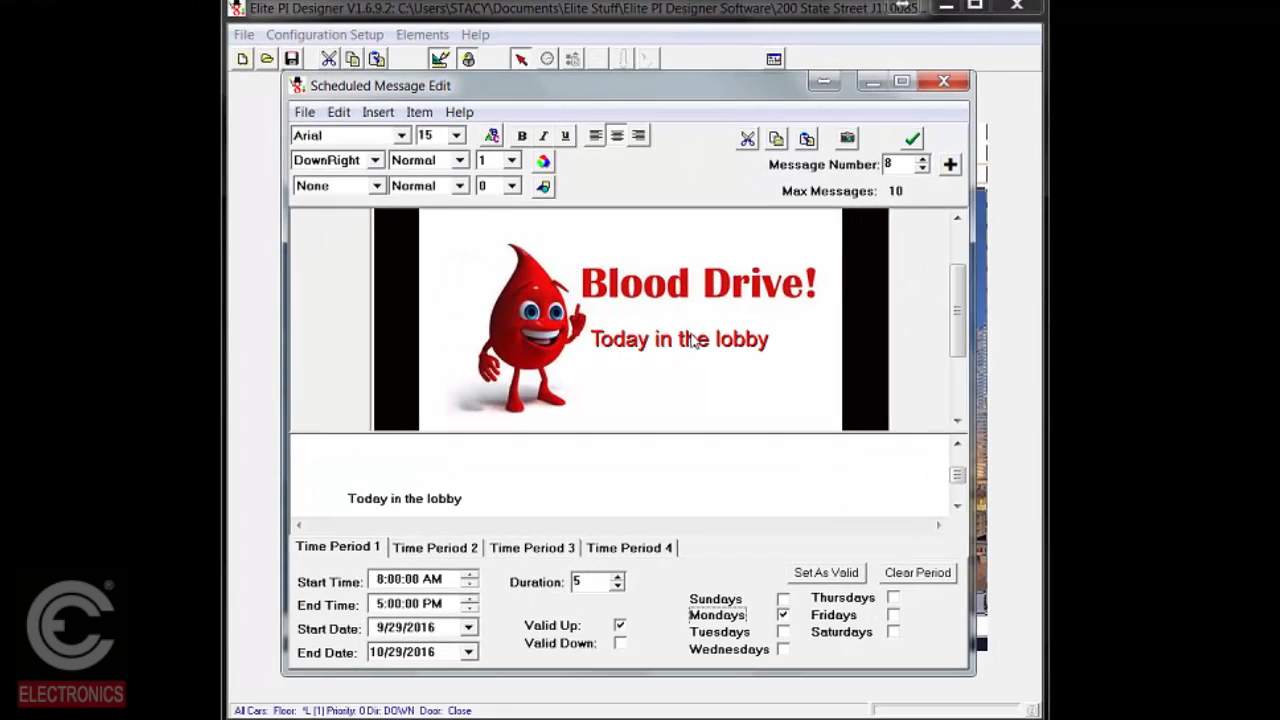 Elite PI Designer V1.6.9.2: C:\Users\STACY\Documents\Elite Stuff\Elite PI Designer Software\200 State Street J110085...
File Configuration Setup Elements Help
Scheduled Message Edit
File Edit Insert Item Help
Arial 15 B I U
DownRight Normal 1 Message Number: 8
None Normal 0 Max Messages: 10
Blood Drive!
Today in the lobby
Today in the lobby
Time Period 1 Time Period 2 Time Period 3 Time Period 4
Start Time: 8:00:00 AM Duration: 5 Set As Valid Clear Period
End Time: 5:00:00 PM Sundays Thursdays
Start Date: 9/29/2016 Valid Up: Mondays Fridays
End Date: 10/29/2016 Valid Down: Tuesdays Saturdays
Wednesdays
EC ®
ELECTRONICS
All Cars: Floor: *L [1] Priority: 0 Dir: DOWN Door: Close